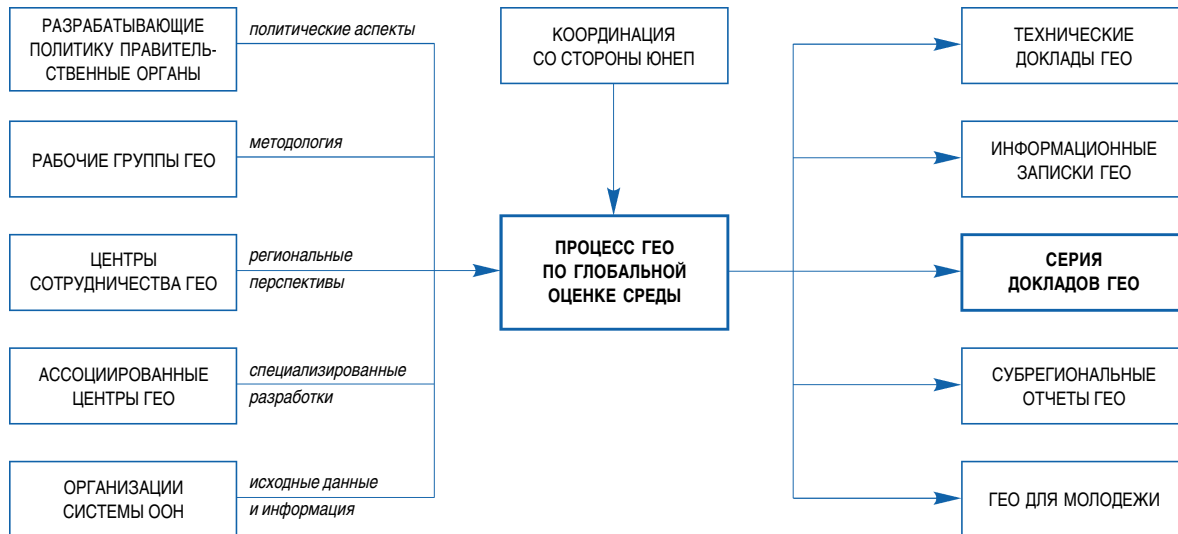 РАЗРАБАТЫВАЮЩИЕ
ПОЛИТИКУ ПРАВИТЕЛЬ-
СТВЕННЫЕ ОРГАНЫ
политические аспекты
РАБОЧИЕ ГРУППЫ ГЕО
методология
ЦЕНТРЫ
СОТРУДНИЧЕСТВА ГЕО
региональные
перспективы
АССОЦИИРОВАННЫЕ
ЦЕНТРЫ ГЕО
специализированные
разработки
ОРГАНИЗАЦИИ
СИСТЕМЫ ООН
исходные данные
и информация
КООРДИНАЦИЯ
СО СТОРОНЫ ЮНЕП
ПРОЦЕСС ГЕО
ПО ГЛОБАЛЬНОЙ
ОЦЕНКЕ СРЕДЫ
ТЕХНИЧЕСКИЕ
ДОКЛАДЫ ГЕО
ИНФОРМАЦИОННЫЕ
ЗАПИСКИ ГЕО
СЕРИЯ
ДОКЛАДОВ ГЕО
СУБРЕГИОНАЛЬНЫЕ
ОТЧЕТЫ ГЕО
ГЕО ДЛЯ МОЛОДЕЖИ